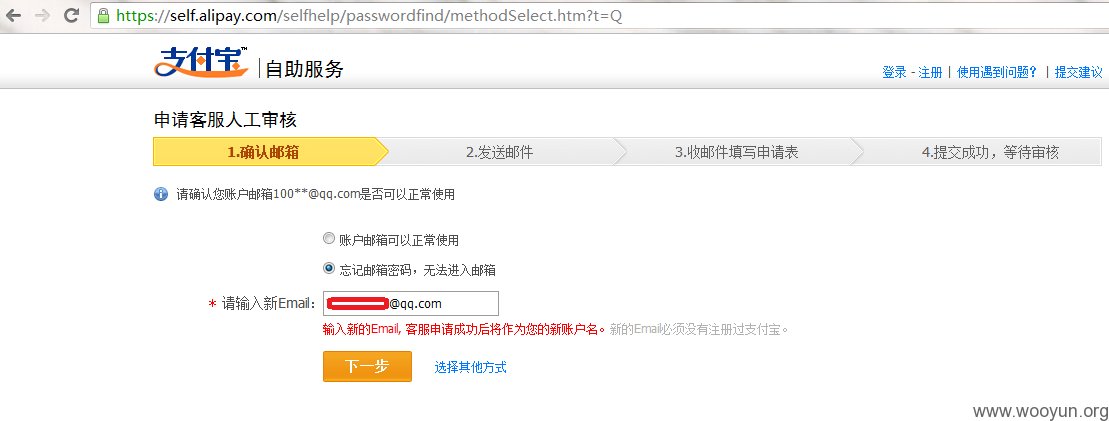 https://self.alipay.com/selfhelp/passwordfind/methodSelect.htm?t=Q
支付宝™ | 自助服务
登录 - 注册 | 使用遇到问题? | 提交建议
申请客服人工审核
1.确认邮箱 2.发送邮件 3.收邮件填写申请表 4.提交成功，等待审核
请确认您账户邮箱100**@qq.com是否可以正常使用
账户邮箱可以正常使用
忘记邮箱密码，无法进入邮箱
* 请输入新Email： @qq.com
输入新的Email, 客服申请成功后将作为您的新账户名。新的Email必须没有注册过支付宝。
下一步 选择其他方式
www.wooyun.org